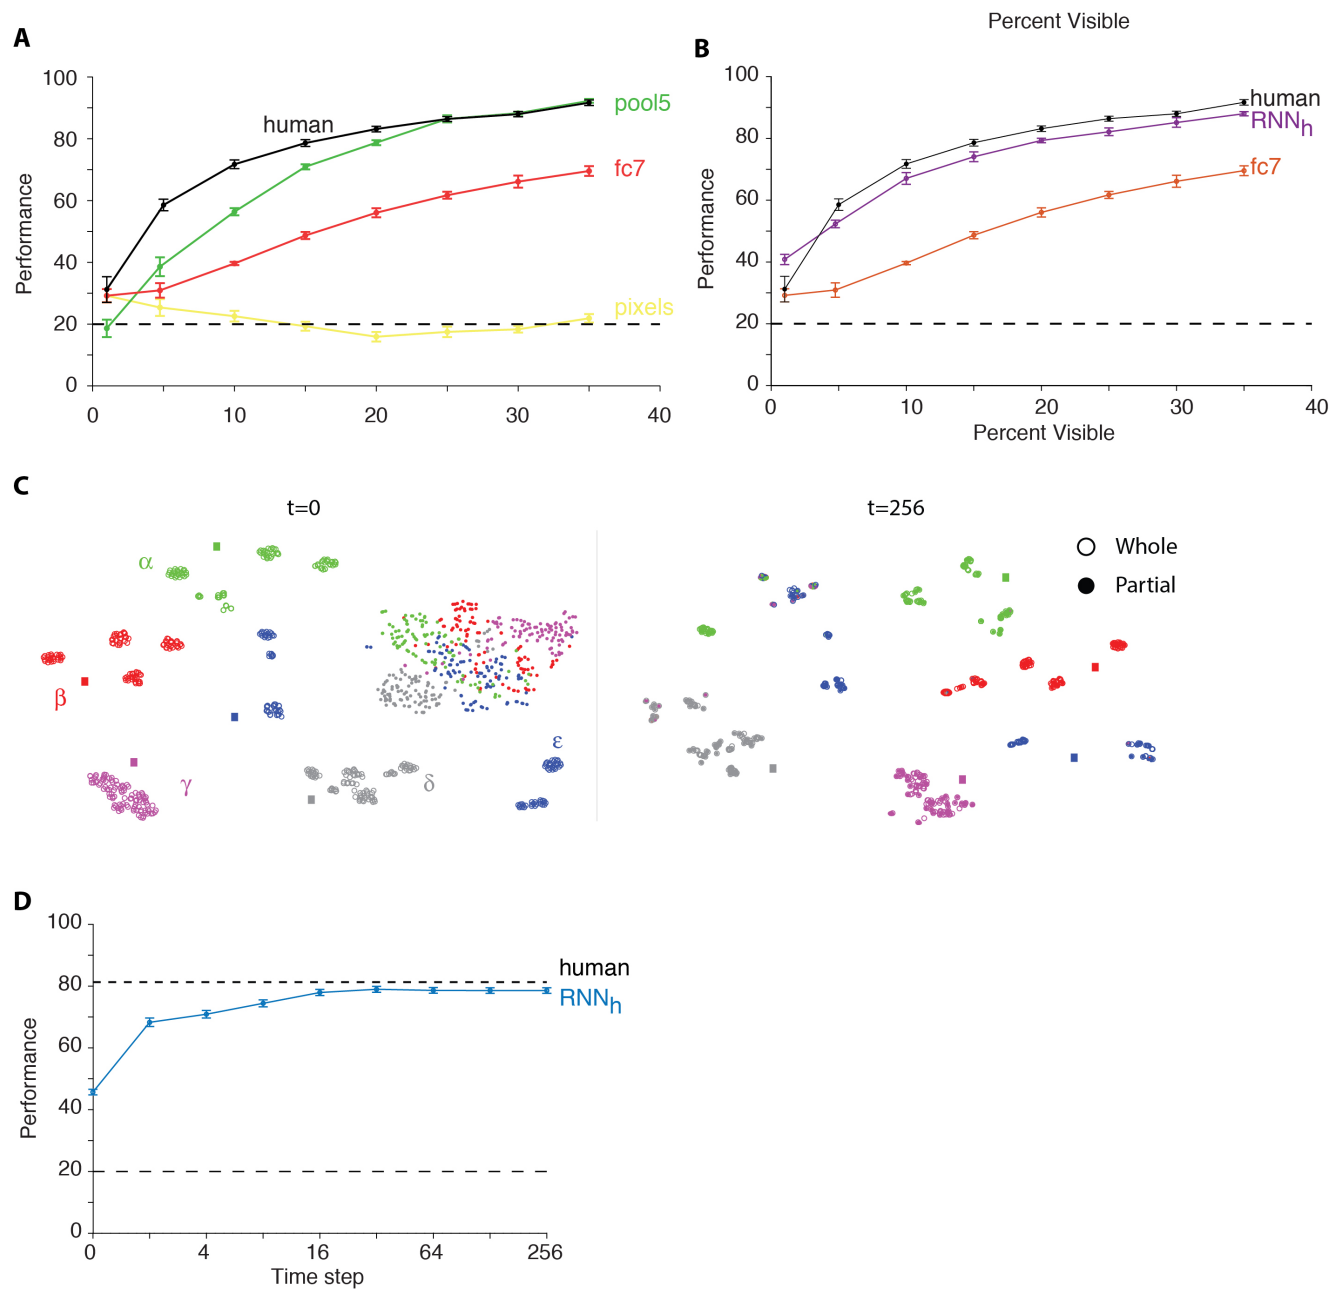 A
100
80
60
40
20
0
Performance
human
pool5
fc7
pixels
0
10
20
30
40
Percent Visible
B
100
80
60
40
20
0
Performance
human
RNNh
fc7
0
10
20
30
40
Percent Visible
C
t=0
t=256
α
β
γ
δ
ε
Whole
Partial
D
100
80
60
40
20
0
Performance
human
RNNh
0
4
16
64
256
Time step